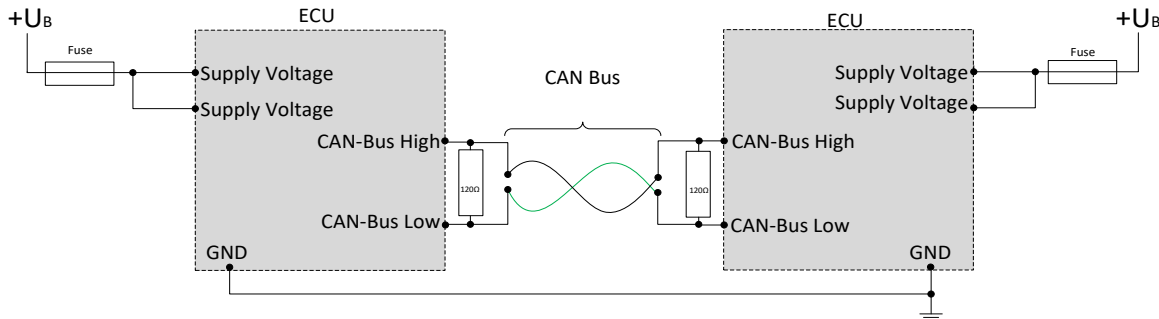 ECU
ECU
+UB
+UB
Fuse
Fuse
Supply Voltage
Supply Voltage
CAN Bus
Supply Voltage
Supply Voltage
CAN-Bus High
CAN-Bus High
120Ω
120Ω
CAN-Bus Low
CAN-Bus Low
GND
GND